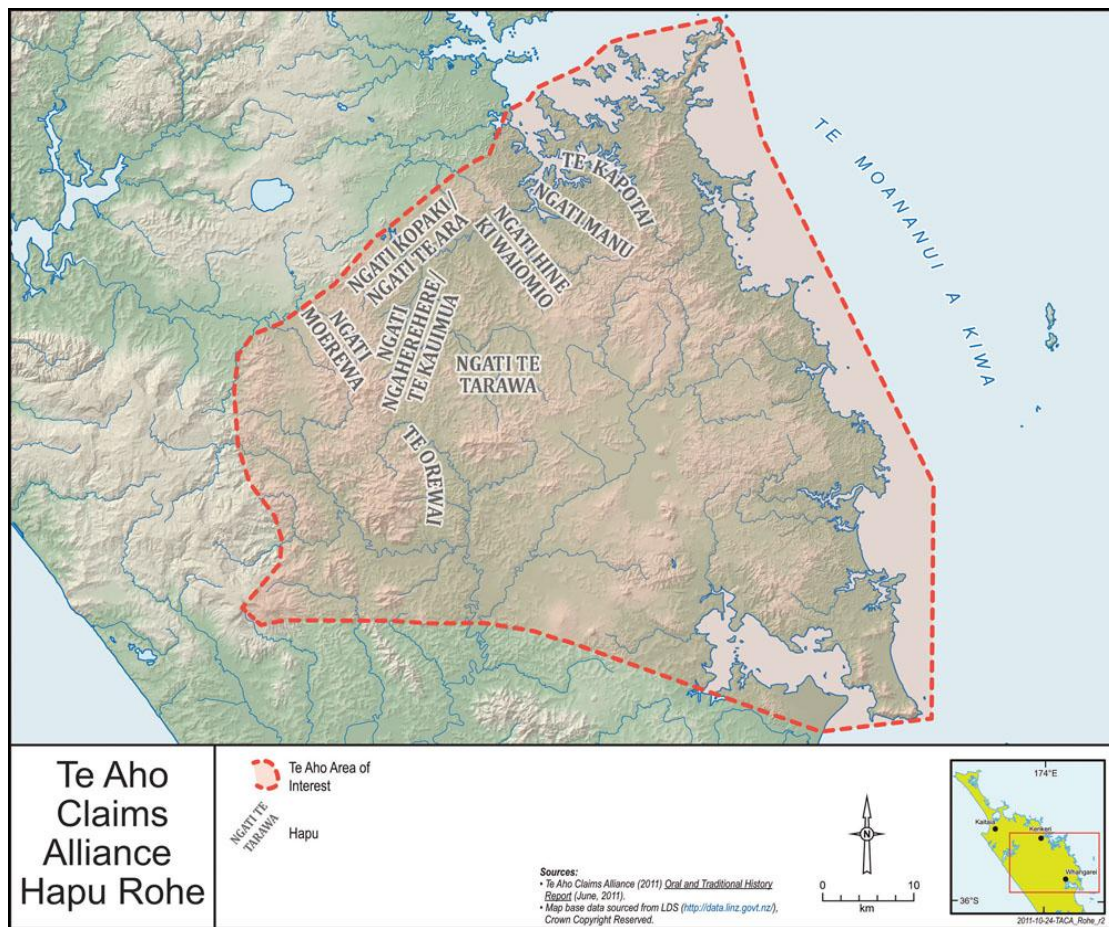 TE MOANANUI A KIWA
TE KAPOTAI
NGATI MANU
NGATI HINE
KI WAIOMIO
NGATI KOPAKI/
NGATI TE ARA
NGATI
NGAHEREHERE/
TE KAUIMUA
NGATI
MOEREWA
NGATI TE
TARAWA
TE OREWAI
Te Aho
Claims
Alliance
Hapu Rohe
Te Aho Area of
Interest
NGATI TE
TARAWA
Hapu
Sources:
• Te Aho Claims Alliance (2011) Oral and Traditional History
Report (June, 2011).
• Map base data sourced from LDS (http://data.linz.govt.nz/),
Crown Copyright Reserved.
N
0 10
km
174°E
Kaitaia
Kerikeri
Whangarei
36°S
2011-10-24-TACA_Rohe_r2